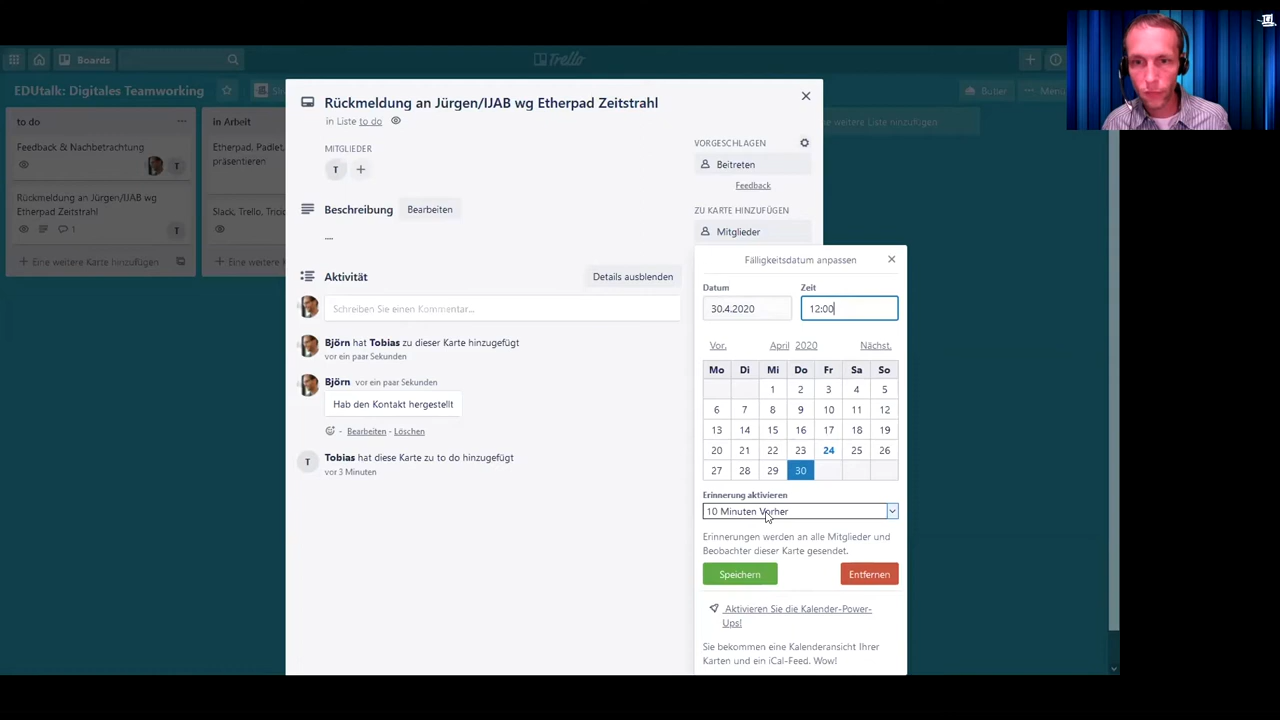 Boards
Trello
EDUtalk: Digitales Teamworking
Buber
Menü
to do
Feedback & Nachbetrachtung
T
Rückmeldung an Jürgen/IJAB wg
Etherpad Zeitstrahl
1
T
Eine weitere Karte hinzufügen
in Arbeit
Etherpad, Padlet,
präsentieren
Slack, Trello,
Eine weitere Liste hinzufügen
Rückmeldung an Jürgen/IJAB wg Etherpad Zeitstrahl
in Liste to do
MITGLIEDER
T
Beschreibung
Bearbeiten
....
Aktivität
Details ausblenden
Schreiben Sie einen Kommentar...
Björn hat Tobias zu dieser Karte hinzugefügt
vor ein paar Sekunden
Björn vor ein paar Sekunden
Hab den Kontakt hergestellt
- Bearbeiten - Löschen
T
Tobias hat diese Karte zu to do hinzugefügt
vor 3 Minuten
VORGESCHLAGEN
Beitreten
Feedback
ZU KARTE HINZUFÜGEN
Mitglieder
Fälligkeitsdatum anpassen
Datum Zeit
30.4.2020 12:00
Vor. April 2020 Nächst.
Mo Di Mi Do Fr Sa So
1 2 3 4 5
6 7 8 9 10 11 12
13 14 15 16 17 18 19
20 21 22 23 24 25 26
27 28 29 30
Erinnerung aktivieren
10 Minuten Vorher
Erinnerungen werden an alle Mitglieder und
Beobachter dieser Karte gesendet.
Speichern Entfernen
Aktivieren Sie die Kalender-Power-
Ups!
Sie bekommen eine Kalenderansicht Ihrer
Karten und ein iCal-Feed. Wow!